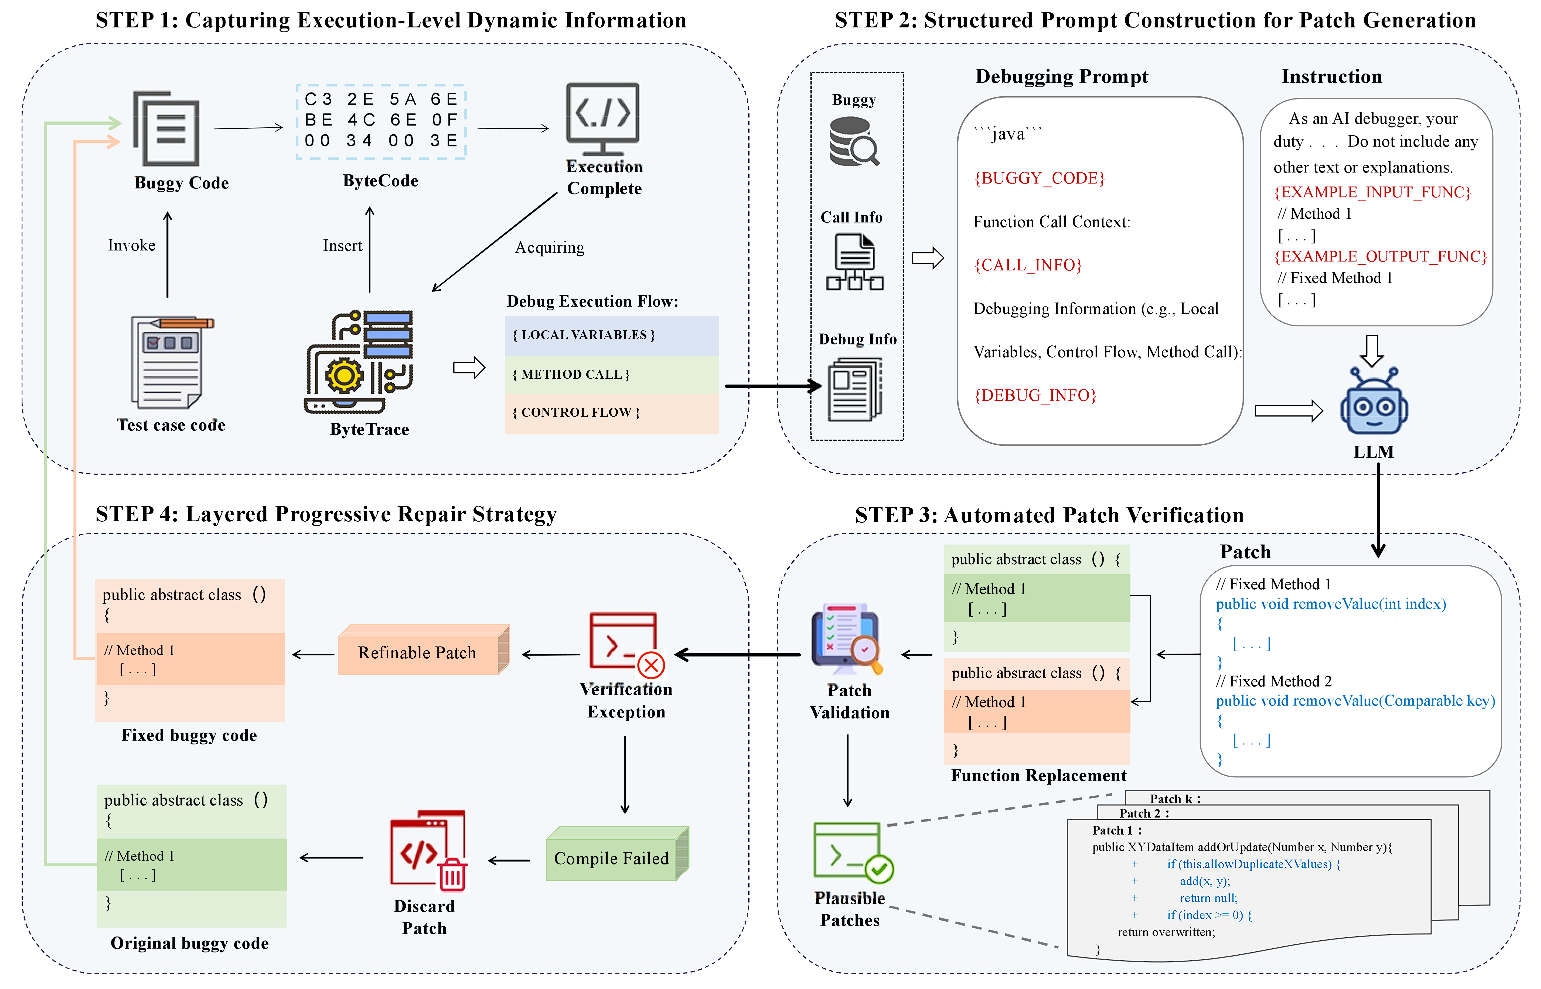 STEP 1: Capturing Execution-Level Dynamic Information
C3 2E 5A 6E
BE 4C 6E 0F
00 34 00 3E
Buggy Code
ByteCode
Execution
Complete
Invoke
Insert
Acquiring
Debug Execution Flow:
{ LOCAL VARIABLES }
{ METHOD CALL }
{ CONTROL FLOW }
Test case code
ByteTrace
STEP 2: Structured Prompt Construction for Patch Generation
Buggy
Call Info
Debug Info
Debugging Prompt
```java```
{BUGGY_CODE}
Function Call Context:
{CALL_INFO}
Debugging Information (e.g., Local
Variables, Control Flow, Method Call):
{DEBUG_INFO}
Instruction
As an AI debugger, your
duty . . . Do not include any
other text or explanations.
{EXAMPLE_INPUT_FUNC}
// Method 1
[ . . . ]
{EXAMPLE_OUTPUT_FUNC}
// Fixed Method 1
[ . . . ]
LLM
STEP 3: Automated Patch Verification
Patch
// Fixed Method 1
public void removeValue(int index)
{
[ . . . ]
}
// Fixed Method 2
public void removeValue(Comparable key)
{
[ . . . ]
}
public abstract class () {
// Method 1
[ . . . ]
}
public abstract class () {
// Method 1
[ . . . ]
}
Function Replacement
Patch
Validation
Plausible
Patches
Patch k :
Patch 2 :
Patch 1 :
public XYDataItem addOrUpdate(Number x, Number y){
+ if (this.allowDuplicateXValues) {
+ add(x, y);
+ return null;
+ if (index >= 0) {
return overwritten;
}
STEP 4: Layered Progressive Repair Strategy
public abstract class ()
{
// Method 1
[ . . . ]
}
Fixed buggy code
Refinable Patch
Verification
Exception
public abstract class ()
{
// Method 1
[ . . . ]
}
Original buggy code
Discard
Patch
Compile Failed